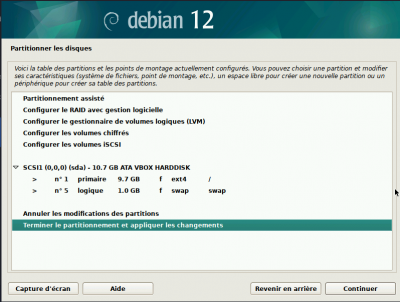 debian 12
Partitionner les disques
Voici la table des partitions et les points de montage actuellement configurés. Vous pouvez choisir une partition et modifier
ses caractéristiques (système de fichiers, point de montage, etc.), un espace libre pour créer une nouvelle partition ou un
périphérique pour créer sa table des partitions.
Partitionnement assisté
Configurer le RAID avec gestion logicielle
Configurer le gestionnaire de volumes logiques (LVM)
Configurer les volumes chiffrés
Configurer les volumes iSCSI
SCSI1 (0,0,0) (sda) - 10.7 GB ATA VBOX HARDDISK
> n° 1 primaire 9.7 GB f ext4 /
> n° 5 logique 1.0 GB f swap swap
Annuler les modifications des partitions
Terminer le partitionnement et appliquer les changements
Capture d'écran Aide Revenir en arrière Continuer